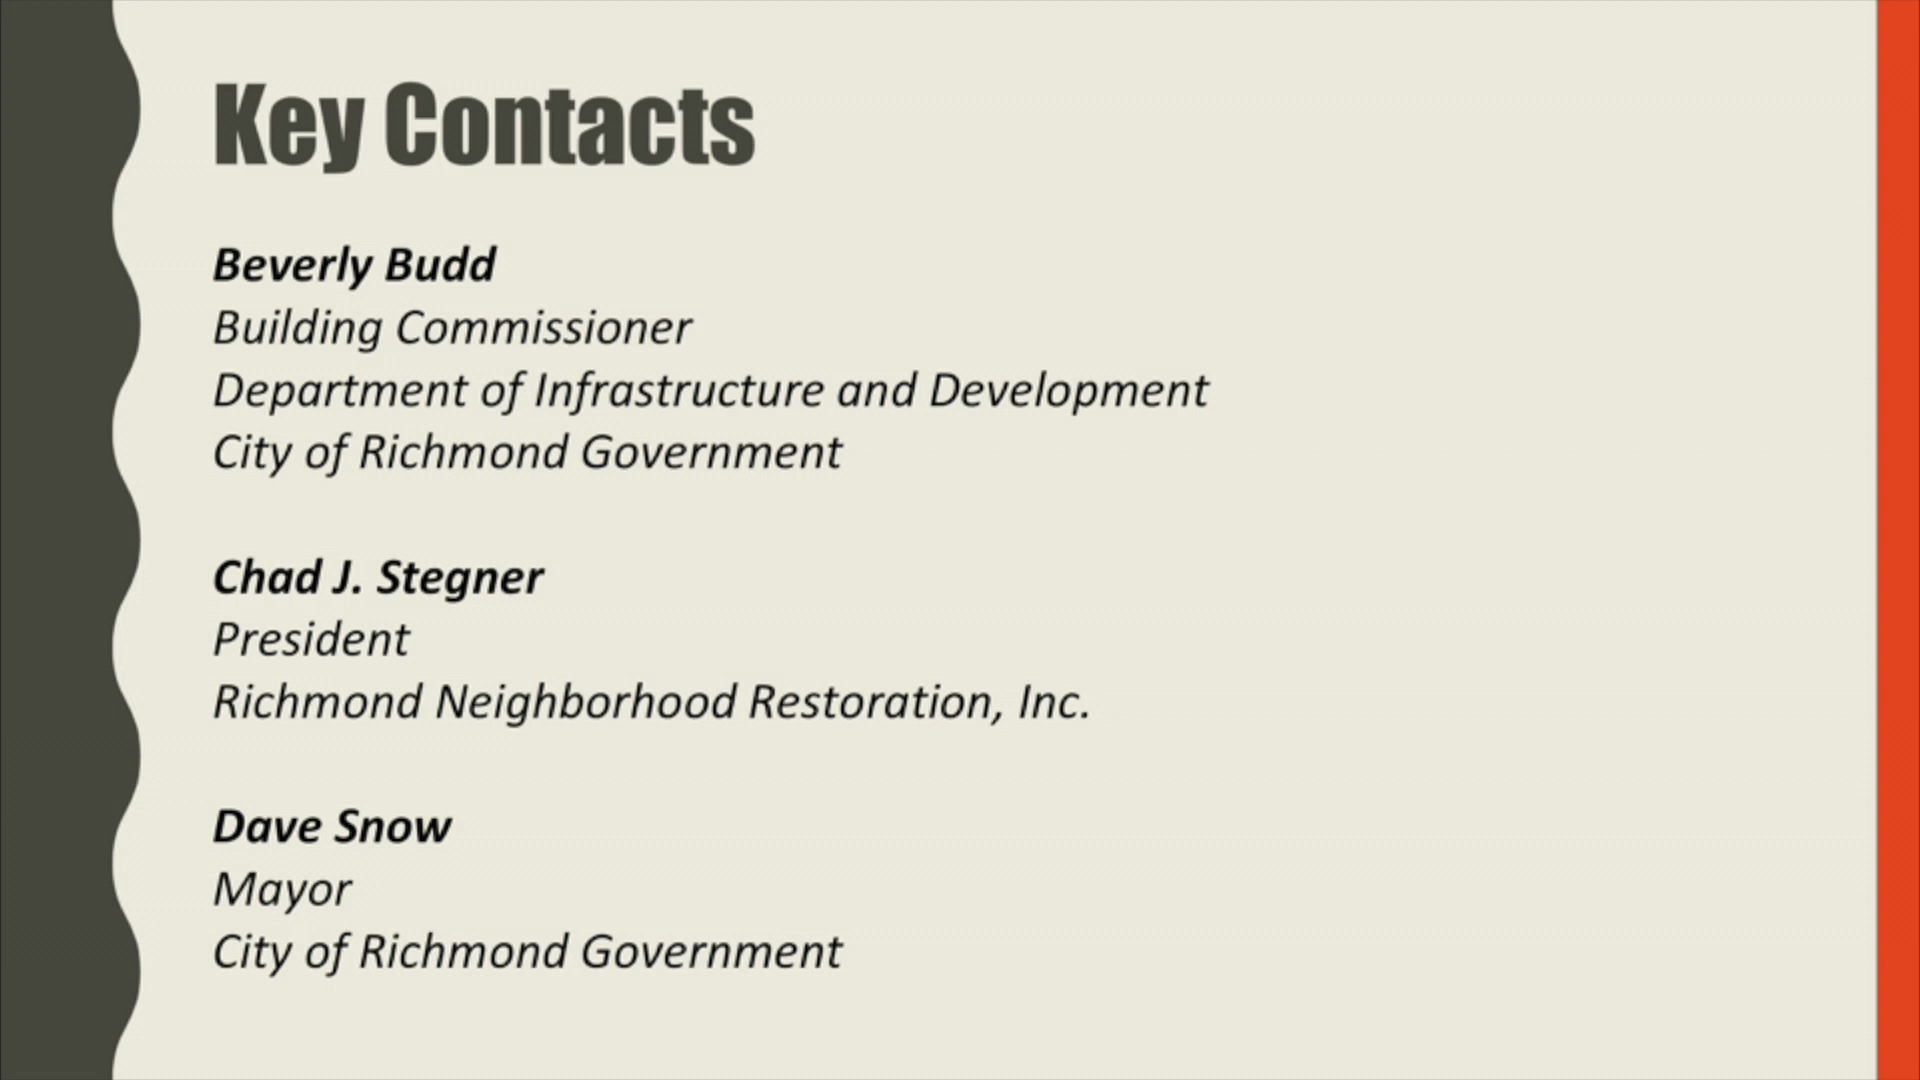 Key Contacts
Beverly Budd
Building Commissioner
Department of Infrastructure and Development
City of Richmond Government
Chad J. Stegner
President
Richmond Neighborhood Restoration, Inc.
Dave Snow
Mayor
City of Richmond Government